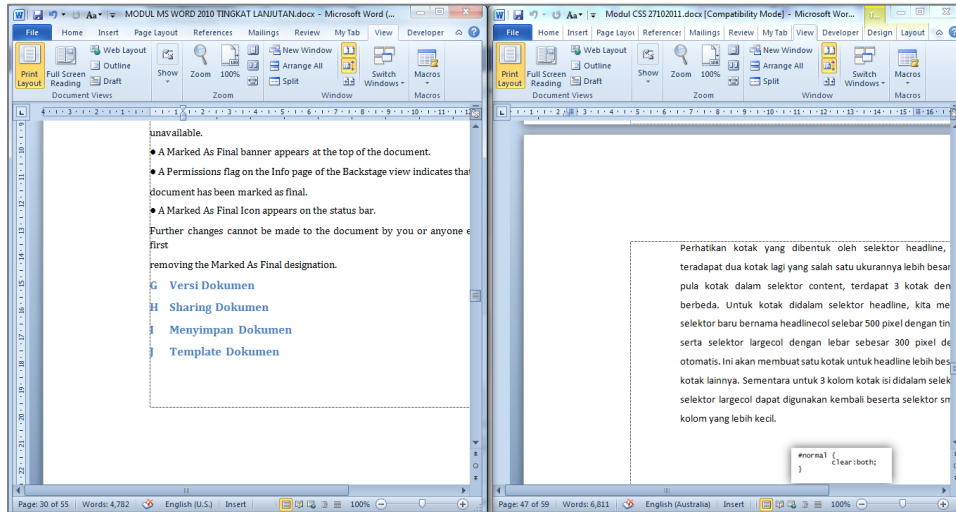 MODUL MS WORD 2010 TINGKAT LANJUTAN.docx - Microsoft Word (...
File Home Insert Page Layout References Mailings Review My Tab View Developer
Print Layout
Full Screen Reading
Web Layout
Outline
Draft
Document Views
Show
Zoom
100%
Zoom
New Window
Arrange All
Split
Switch Windows
Window
Macros
Macros
unavailable.
● A Marked As Final banner appears at the top of the document.
● A Permissions flag on the Info page of the Backstage view indicates that
document has been marked as final.
● A Marked As Final Icon appears on the status bar.
Further changes cannot be made to the document by you or anyone e
first
removing the Marked As Final designation.
G Versi Dokumen
H Sharing Dokumen
I Menyimpan Dokumen
J Template Dokumen
Page: 30 of 55 Words: 4,782 English (U.S.) Insert 100%
Modul CSS 27102011.docx [Compatibility Mode] - Microsoft Wor... T...
File Home Insert Page Layou References Mailings Review My Tab View Developer Design Layout
Print Layout
Full Screen Reading
Web Layout
Outline
Draft
Document Views
Show
Zoom
100%
Zoom
New Window
Arrange All
Split
Switch Windows
Window
Macros
Macros
Perhatikan kotak yang dibentuk oleh selektor headline,
teradapat dua kotak lagi yang salah satu ukurannya lebih besar
pula kotak dalam selektor content, terdapat 3 kotak den
berbeda. Untuk kotak didalam selektor headline, kita me
selektor baru bernama headlinecol selebar 500 pixel dengan tin
serta selektor largecol dengan lebar sebesar 300 pixel de
otomatis. Ini akan membuat satu kotak untuk headline lebih bes
kotak lainnya. Sementara untuk 3 kolom kotak isi didalam selek
selektor largecol dapat digunakan kembali beserta selektor sm
kolom yang lebih kecil.
#normal {
clear:both;
}
Page: 47 of 59 Words: 6,811 English (Australia) Insert 100%